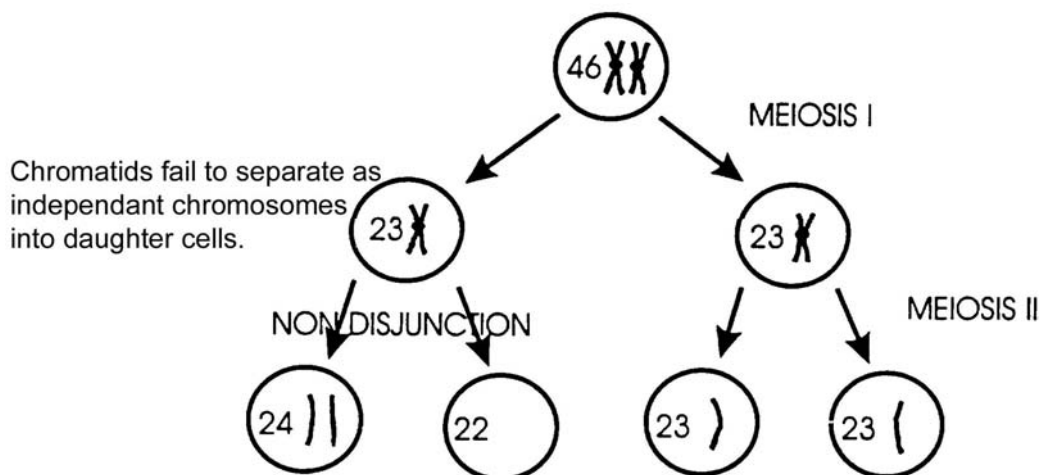 46
MEIOSIS I
Chromatids fail to separate as
independant chromosomes
into daughter cells.
23
23
MEIOSIS II
NON DISJUNCTION
24
22
23
23